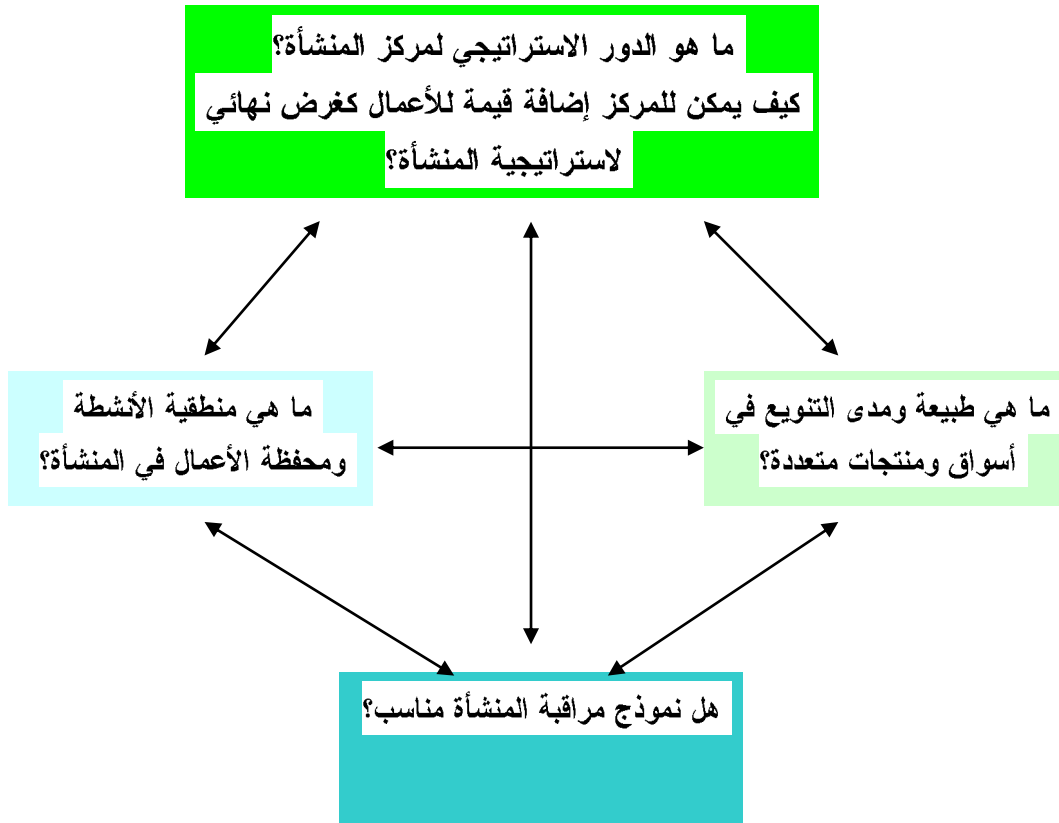 ما هو الدور الاستراتيجي لمركز المنشأة؟
كيف يمكن للمركز إضافة قيمة للأعمال كغرض نهائي
لاستراتيجية المنشأة؟
ما هي طبيعة ومدى التنويع في
أسواق ومنتجات متعددة؟
ما هي منطقية الأنشطة
ومحفظة الأعمال في المنشأة؟
هل نموذج مراقبة المنشأة مناسب؟